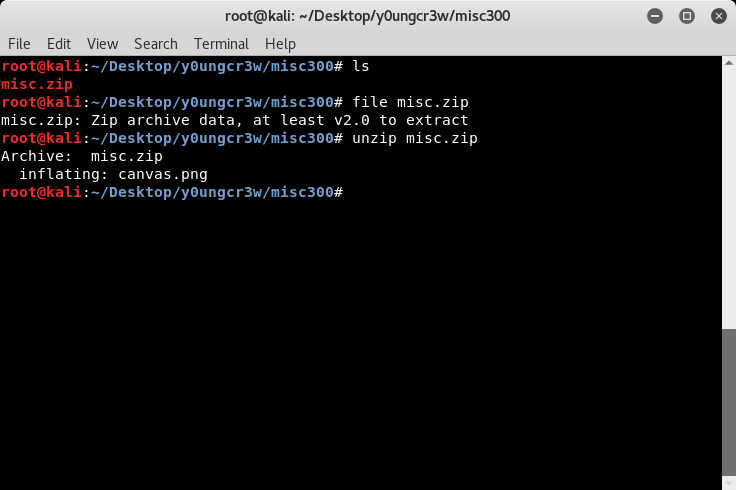 root@kali: ~/Desktop/y0ungcr3w/misc300
File Edit View Search Terminal Help
root@kali:~/Desktop/y0ungcr3w/misc300# ls
misc.zip
root@kali:~/Desktop/y0ungcr3w/misc300# file misc.zip
misc.zip: Zip archive data, at least v2.0 to extract
root@kali:~/Desktop/y0ungcr3w/misc300# unzip misc.zip
Archive:  misc.zip
  inflating: canvas.png
root@kali:~/Desktop/y0ungcr3w/misc300#